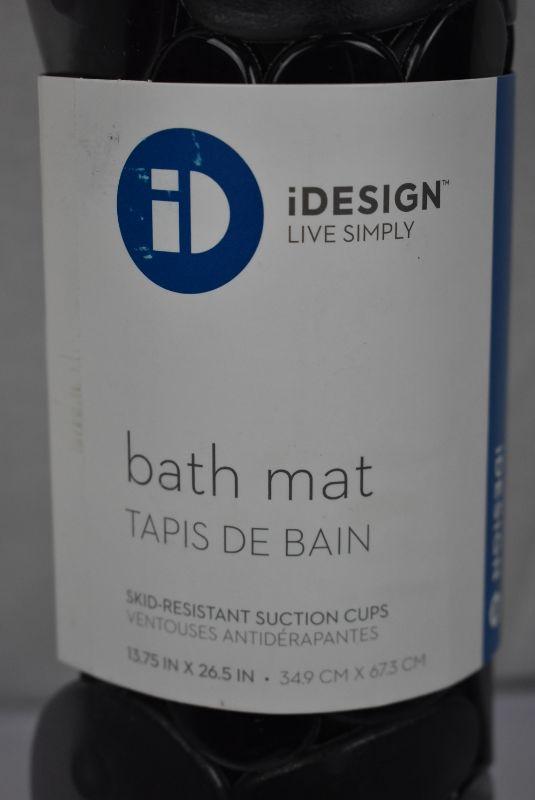 iD
iDESIGN™
LIVE SIMPLY
bath mat
TAPIS DE BAIN
SKID-RESISTANT SUCTION CUPS
VENTOUSES ANTIDÉRAPANTES
13.75 IN X 26.5 IN • 34.9 CM X 67.3 CM
iDESIGN